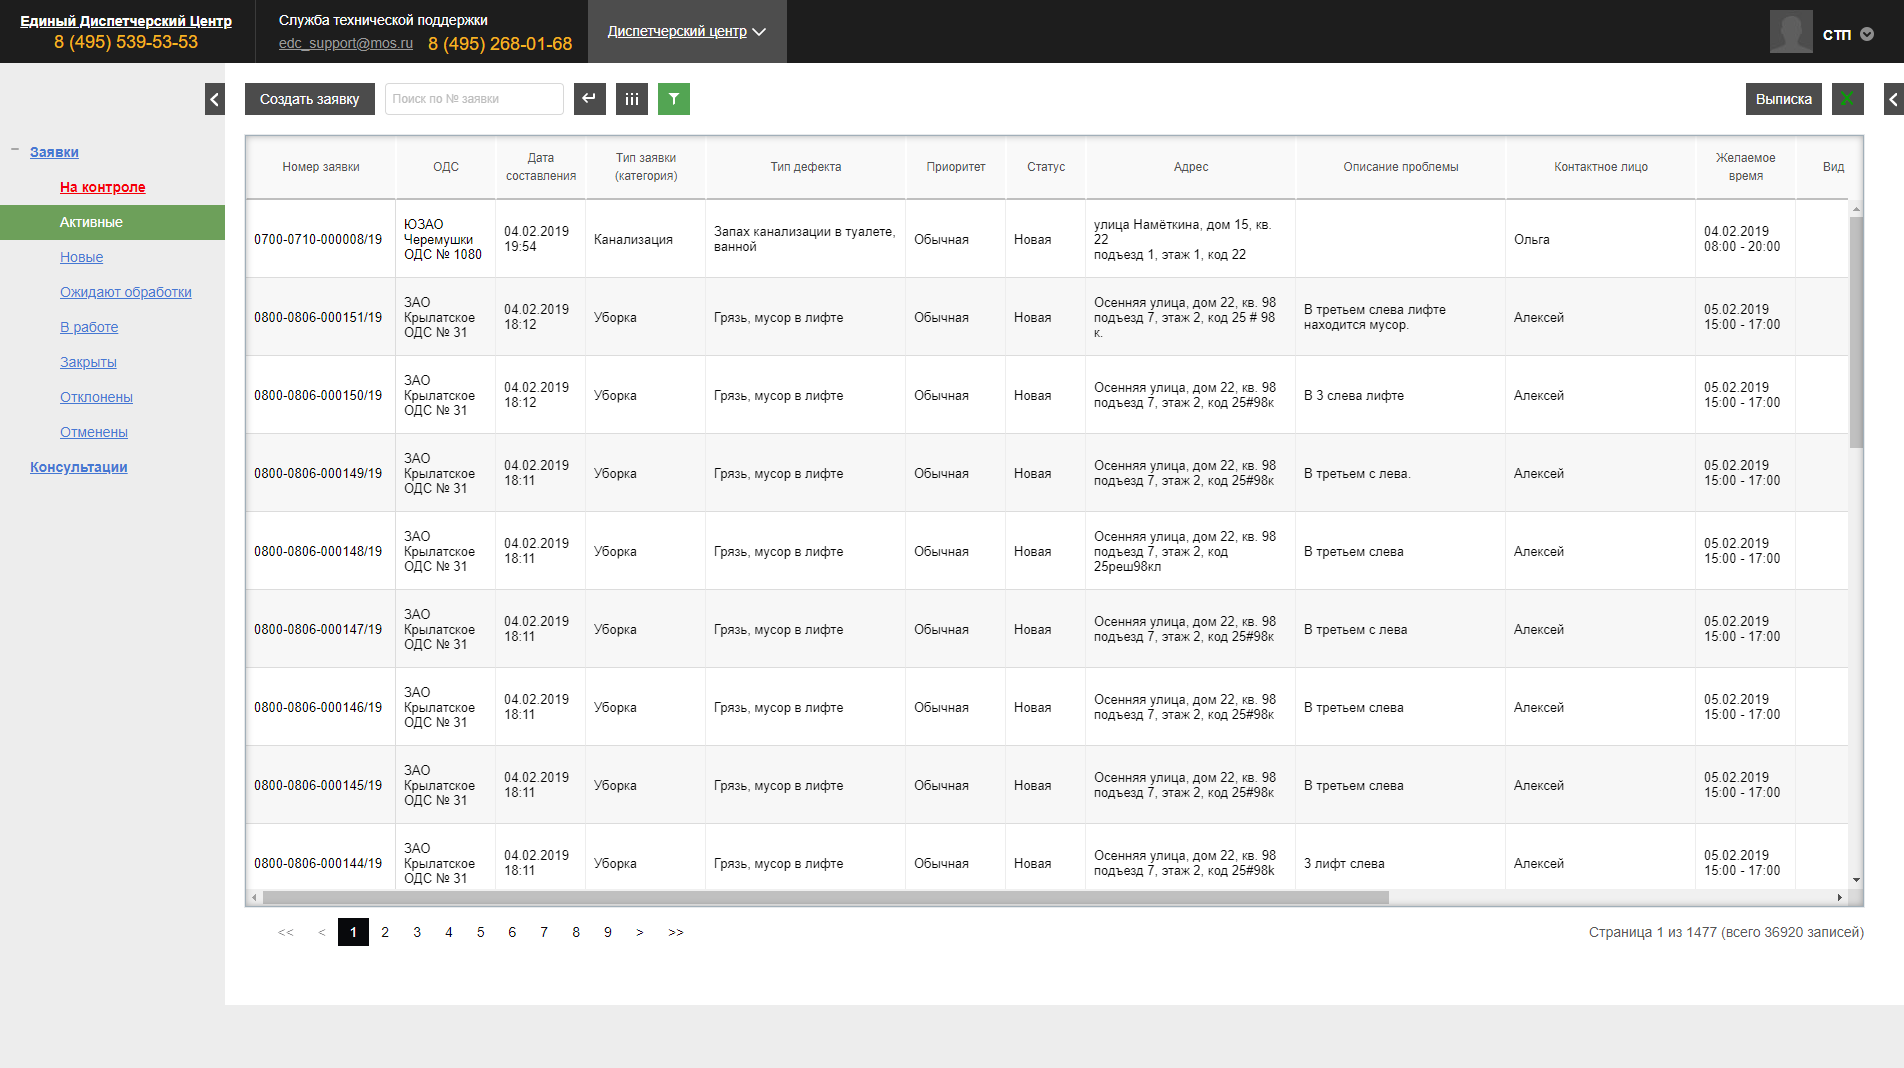 Единый Диспетчерский Центр
8 (495) 539-53-53
Служба технической поддержки
edc_support@mos.ru 8 (495) 268-01-68
Диспетчерский центр
СТП
Создать заявку
Поиск по № заявки
Выписка
Заявки
На контроле
Активные
Новые
Ожидают обработки
В работе
Закрыты
Отклонены
Отменены
Консультации
Номер заявки
ОДС
Дата
составления
Тип заявки
(категория)
Тип дефекта
Приоритет
Статус
Адрес
Описание проблемы
Контактное лицо
Желаемое
время
Вид
0700-0710-000008/19
ЮЗАО
Черемушки
ОДС № 1080
04.02.2019
19:54
Канализация
Запах канализации в туалете,
ванной
Обычная
Новая
улица Намёткина, дом 15, кв.
22
подъезд 1, этаж 1, код 22
Ольга
04.02.2019
08:00 - 20:00
0800-0806-000151/19
ЗАО
Крылатское
ОДС № 31
04.02.2019
18:12
Уборка
Грязь, мусор в лифте
Обычная
Новая
Осенняя улица, дом 22, кв. 98
подъезд 7, этаж 2, код 25 # 98
к.
В третьем слева лифте
находится мусор.
Алексей
05.02.2019
15:00 - 17:00
0800-0806-000150/19
ЗАО
Крылатское
ОДС № 31
04.02.2019
18:12
Уборка
Грязь, мусор в лифте
Обычная
Новая
Осенняя улица, дом 22, кв. 98
подъезд 7, этаж 2, код 25#98к
В 3 слева лифте
Алексей
05.02.2019
15:00 - 17:00
0800-0806-000149/19
ЗАО
Крылатское
ОДС № 31
04.02.2019
18:11
Уборка
Грязь, мусор в лифте
Обычная
Новая
Осенняя улица, дом 22, кв. 98
подъезд 7, этаж 2, код 25#98к
В третьем с лева.
Алексей
05.02.2019
15:00 - 17:00
0800-0806-000148/19
ЗАО
Крылатское
ОДС № 31
04.02.2019
18:11
Уборка
Грязь, мусор в лифте
Обычная
Новая
Осенняя улица, дом 22, кв. 98
подъезд 7, этаж 2, код
25реш98кл
В третьем слева
Алексей
05.02.2019
15:00 - 17:00
0800-0806-000147/19
ЗАО
Крылатское
ОДС № 31
04.02.2019
18:11
Уборка
Грязь, мусор в лифте
Обычная
Новая
Осенняя улица, дом 22, кв. 98
подъезд 7, этаж 2, код 25#98к
В третьем с лева
Алексей
05.02.2019
15:00 - 17:00
0800-0806-000146/19
ЗАО
Крылатское
ОДС № 31
04.02.2019
18:11
Уборка
Грязь, мусор в лифте
Обычная
Новая
Осенняя улица, дом 22, кв. 98
подъезд 7, этаж 2, код 25#98к
В третьем слева
Алексей
05.02.2019
15:00 - 17:00
0800-0806-000145/19
ЗАО
Крылатское
ОДС № 31
04.02.2019
18:11
Уборка
Грязь, мусор в лифте
Обычная
Новая
Осенняя улица, дом 22, кв. 98
подъезд 7, этаж 2, код 25#98к
В третьем слева
Алексей
05.02.2019
15:00 - 17:00
0800-0806-000144/19
ЗАО
Крылатское
ОДС № 31
04.02.2019
18:11
Уборка
Грязь, мусор в лифте
Обычная
Новая
Осенняя улица, дом 22, кв. 98
подъезд 7, этаж 2, код 25#98k
3 лифт слева
Алексей
05.02.2019
15:00 - 17:00
<< < 1 2 3 4 5 6 7 8 9 > >>
Страница 1 из 1477 (всего 36920 записей)